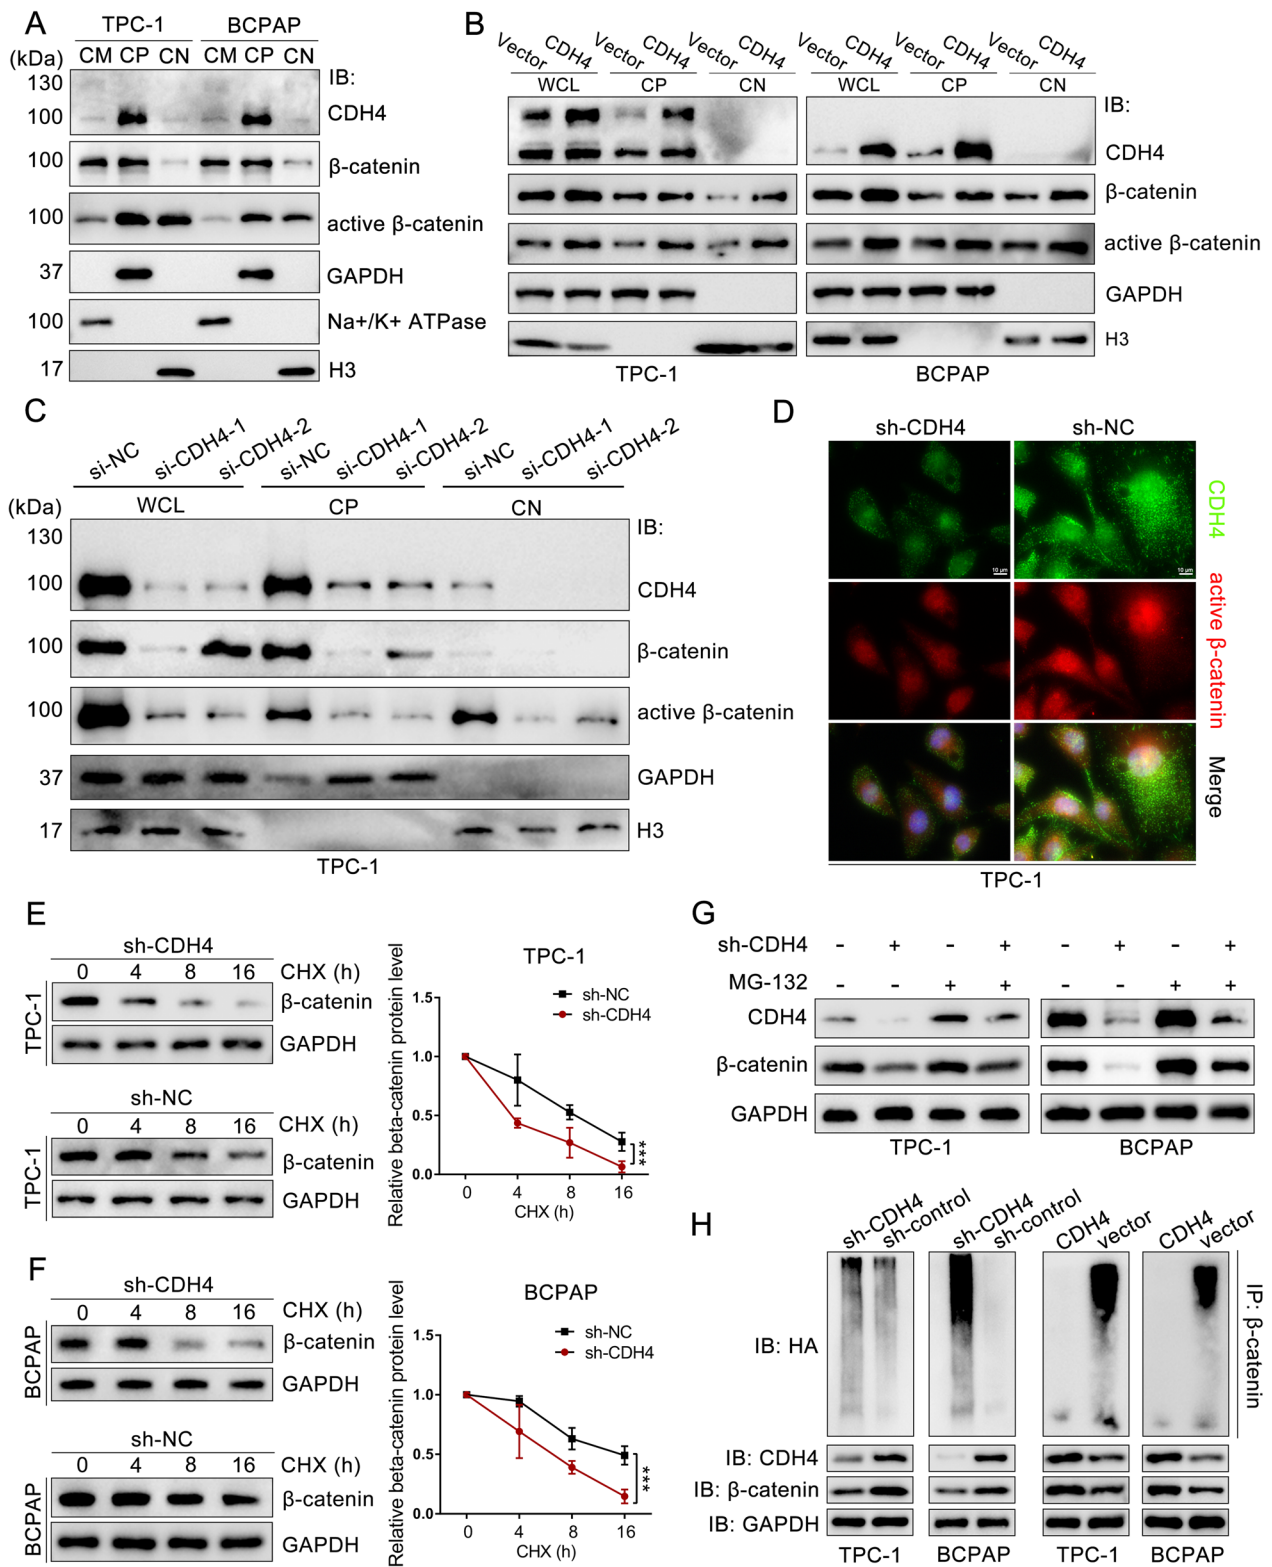 A
TPC-1 BCPAP
(kDa) CM CP CN CM CP CN
130 IB:
100 CDH4
100 β-catenin
100 active β-catenin
37 GAPDH
100 Na+/K+ ATPase
17 H3
B
Vector CDH4 Vector CDH4 Vector CDH4 Vector CDH4 Vector CDH4 Vector CDH4
WCL CP CN WCL CP CN
IB:
CDH4
β-catenin
active β-catenin
GAPDH
H3
TPC-1 BCPAP
C
si-NC si-CDH4-1 si-CDH4-2 si-NC si-CDH4-1 si-CDH4-2 si-NC si-CDH4-1 si-CDH4-2
(kDa) WCL CP CN
130 IB:
100 CDH4
100 β-catenin
100 active β-catenin
37 GAPDH
17 H3
TPC-1
D
sh-CDH4 sh-NC
10 μm 10 μm
CDH4
active β-catenin
Merge
TPC-1
E
sh-CDH4
0 4 8 16 CHX (h)
TPC-1
β-catenin
GAPDH
sh-NC
0 4 8 16 CHX (h)
TPC-1
β-catenin
GAPDH
TPC-1
Relative beta-catenin protein level
1.5
1.0
0.5
0.0
sh-NC
sh-CDH4
***
0 4 8 16
CHX (h)
F
sh-CDH4
0 4 8 16 CHX (h)
BCPAP
β-catenin
GAPDH
sh-NC
0 4 8 16 CHX (h)
BCPAP
β-catenin
GAPDH
BCPAP
Relative beta-catenin protein level
1.5
1.0
0.5
0.0
sh-NC
sh-CDH4
***
0 4 8 16
CHX (h)
G
sh-CDH4 - + - + - + - +
MG-132 - - + + - - + +
CDH4
β-catenin
GAPDH
TPC-1 BCPAP
H
sh-CDH4 sh-control sh-CDH4 sh-control CDH4 vector CDH4 vector
IB: HA
IP: β-catenin
IB: CDH4
IB: β-catenin
IB: GAPDH
TPC-1 BCPAP TPC-1 BCPAP